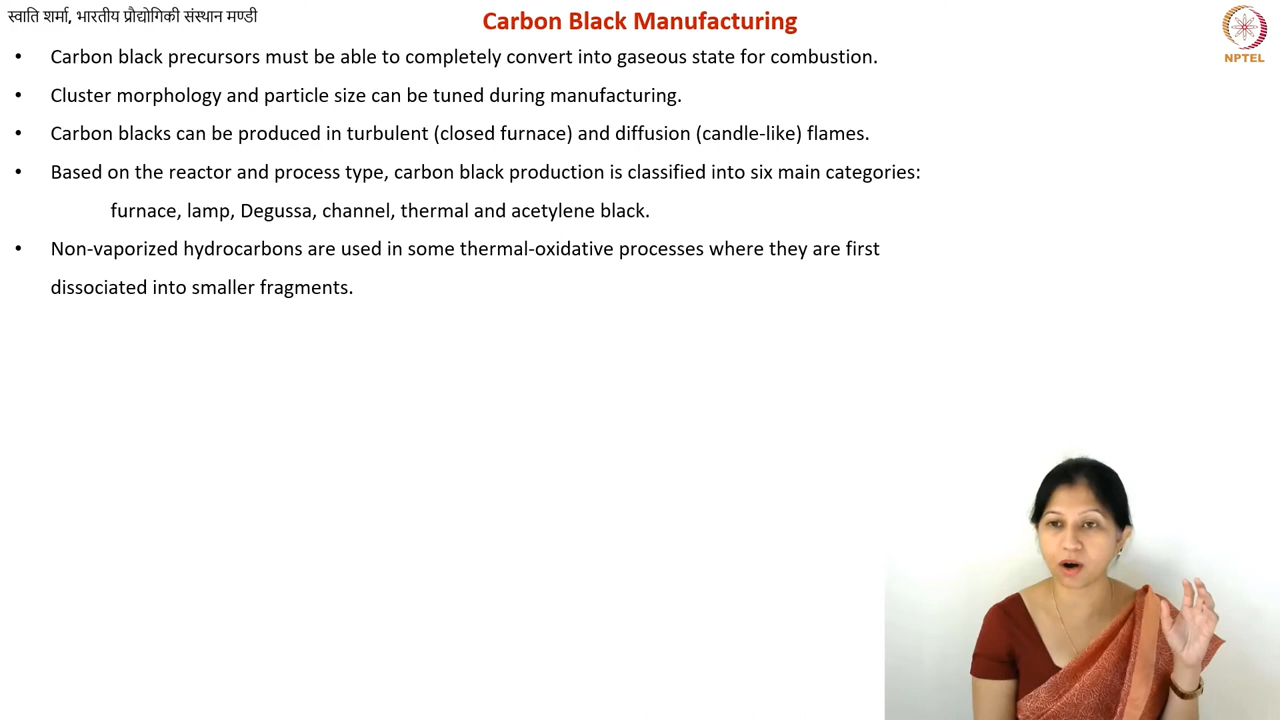 स्वाति शर्मा, भारतीय प्रौद्योगिकी संस्थान मण्डी
Carbon Black Manufacturing
NPTEL
• Carbon black precursors must be able to completely convert into gaseous state for combustion.
• Cluster morphology and particle size can be tuned during manufacturing.
• Carbon blacks can be produced in turbulent (closed furnace) and diffusion (candle-like) flames.
• Based on the reactor and process type, carbon black production is classified into six main categories:
furnace, lamp, Degussa, channel, thermal and acetylene black.
• Non-vaporized hydrocarbons are used in some thermal-oxidative processes where they are first
dissociated into smaller fragments.